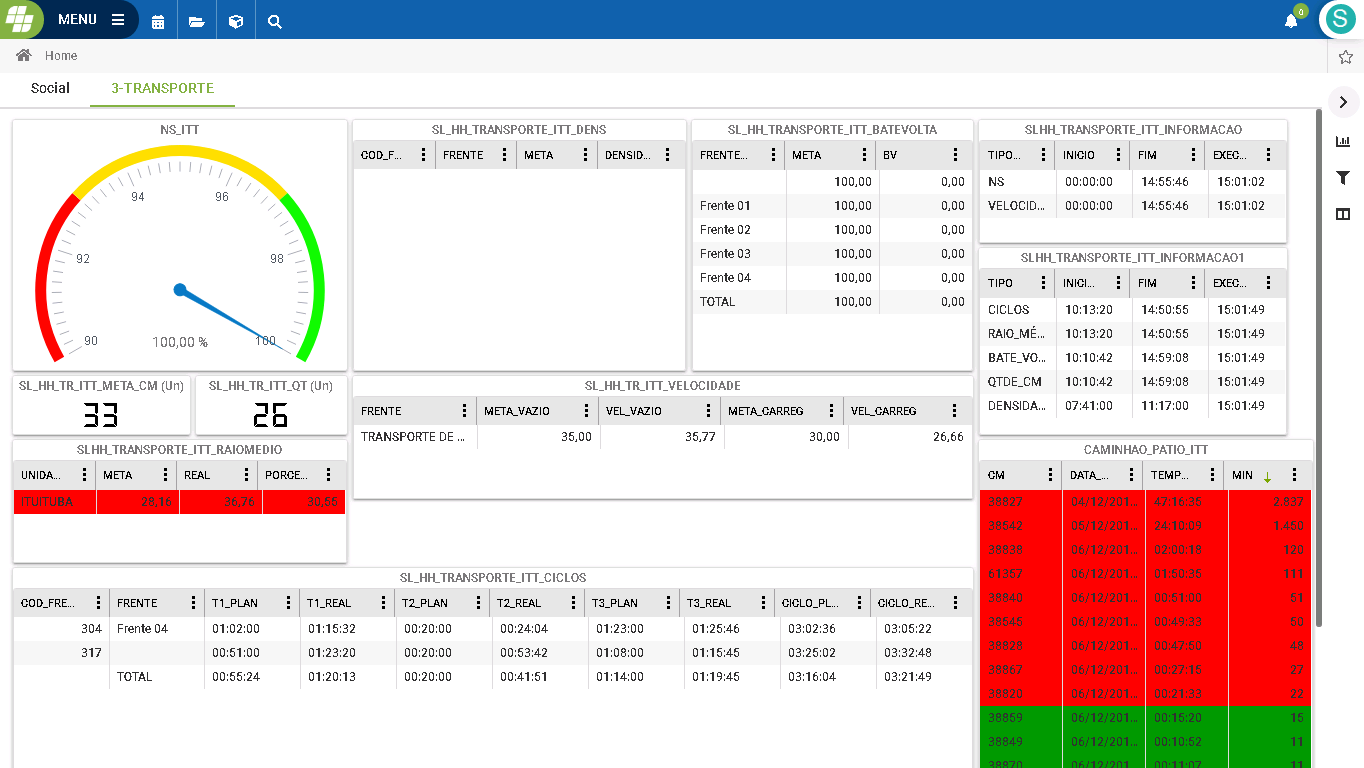 MENU
0
S
Home
Social 3-TRANSPORTE
NS_ITT
90 92 94 96 98 100
100,00 %
SL_HH_TRANSPORTE_ITT_DENS
COD_F... FRENTE META DENSID...
SL_HH_TRANSPORTE_ITT_BATEVOLTA
FRENTE... META BV
100,00 0,00
Frente 01 100,00 0,00
Frente 02 100,00 0,00
Frente 03 100,00 0,00
Frente 04 100,00 0,00
TOTAL 100,00 0,00
SLHH_TRANSPORTE_ITT_INFORMACAO
TIPO... INICIO FIM EXEC...
NS 00:00:00 14:55:46 15:01:02
VELOCID... 00:00:00 14:55:46 15:01:02
SLHH_TRANSPORTE_ITT_INFORMACAO1
TIPO INICI... FIM EXEC...
CICLOS 10:13:20 14:50:55 15:01:49
RAIO_MÉ... 10:13:20 14:50:55 15:01:49
BATE_VO... 10:10:42 14:59:08 15:01:49
QTDE_CM 10:10:42 14:59:08 15:01:49
DENSIDA... 07:41:00 11:17:00 15:01:49
SL_HH_TR_ITT_META_CM (Un)
33
SL_HH_TR_ITT_QT (Un)
26
SL_HH_TR_ITT_VELOCIDADE
FRENTE META_VAZIO VEL_VAZIO META_CARREG VEL_CARREG
TRANSPORTE DE ... 35,00 35,77 30,00 26,66
SLHH_TRANSPORTE_ITT_RAIOMEDIO
UNIDA... META REAL PORCE...
ITUIUTABA 28,16 36,76 30,55
CAMINHAO_PATIO_ITT
CM DATA_... TEMP... MIN
38827 04/12/201... 47:16:35 2.837
38542 05/12/201... 24:10:09 1.450
38838 06/12/201... 02:00:18 120
61357 06/12/201... 01:50:35 111
38840 06/12/201... 00:51:00 51
38545 06/12/201... 00:49:33 50
38828 06/12/201... 00:47:50 48
38867 06/12/201... 00:27:15 27
38820 06/12/201... 00:21:33 22
38859 06/12/201... 00:15:20 15
38849 06/12/201... 00:10:52 11
38870 06/12/201... 00:11:07 11
SL_HH_TRANSPORTE_ITT_CICLOS
COD_FRE... FRENTE T1_PLAN T1_REAL T2_PLAN T2_REAL T3_PLAN T3_REAL CICLO_PL... CICLO_RE...
304 Frente 04 01:02:00 01:15:32 00:20:00 00:24:04 01:23:00 01:25:46 03:02:36 03:05:22
317 00:51:00 01:23:20 00:20:00 00:53:42 01:08:00 01:15:45 03:25:02 03:32:48
TOTAL 00:55:24 01:20:13 00:20:00 00:41:51 01:14:00 01:19:45 03:16:04 03:21:49